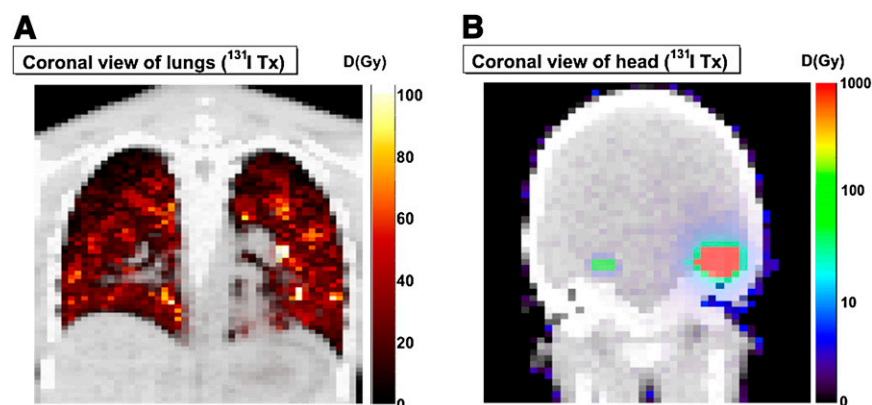 A
Coronal view of lungs (¹³¹I Tx)
D(Gy)
100
80
60
40
20
0
B
Coronal view of head (¹³¹I Tx)
D(Gy)
1000
100
10
0